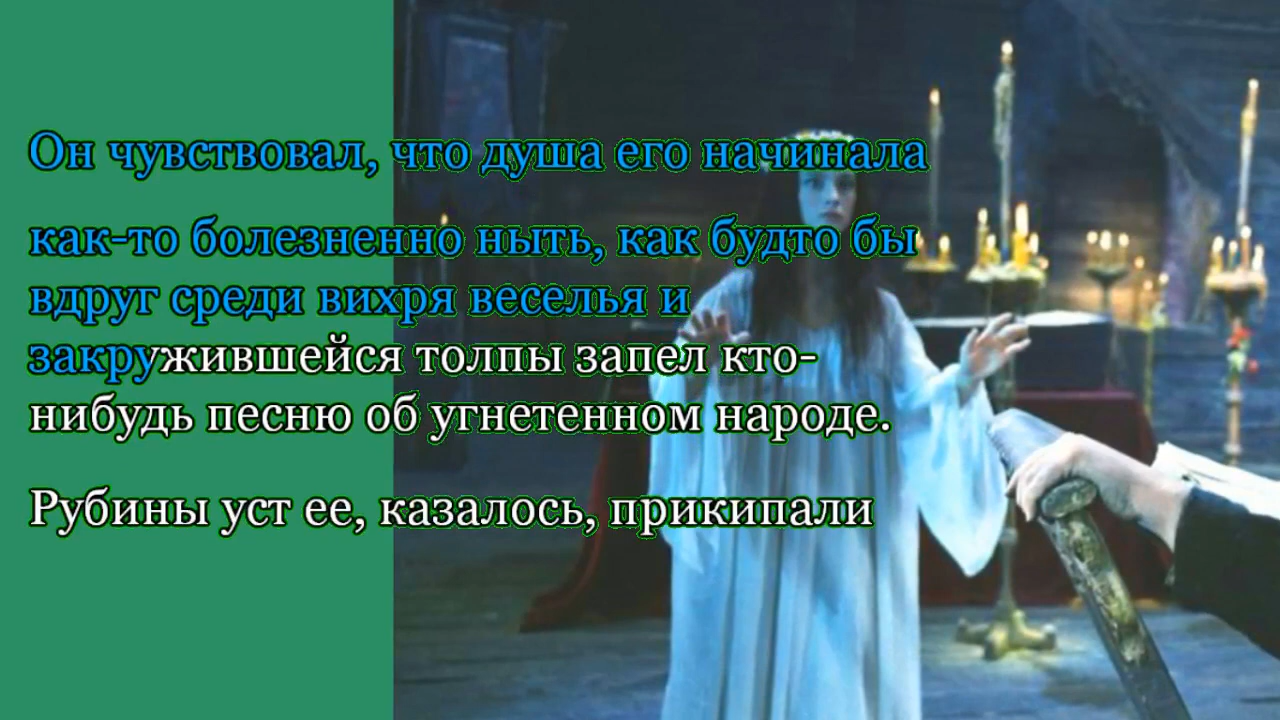 Он чувствовал, что душа его начинала
как-то болезненно ныть, как будто бы
вдруг среди вихря веселья и
закружившейся толпы запел кто-
нибудь песню об угнетенном народе.
Рубины уст ее, казалось, прикипали